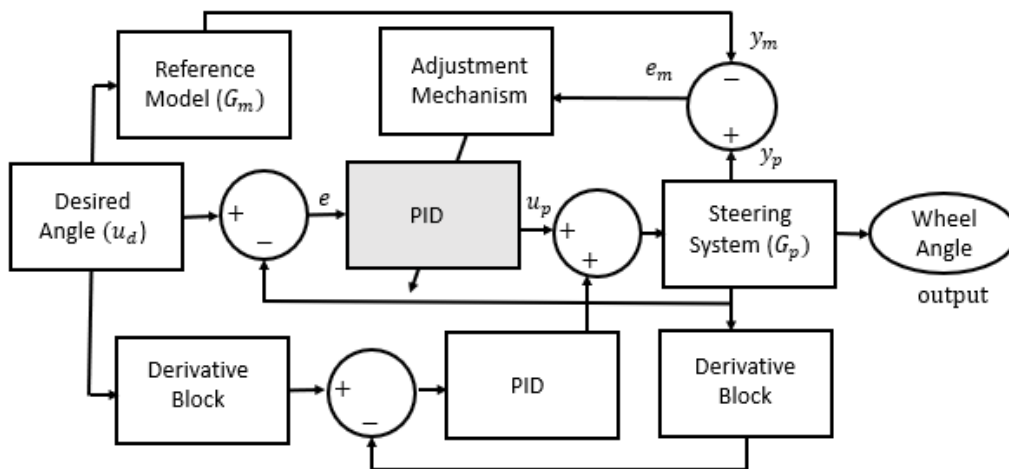 y_m
Reference
Model (G_m)
Adjustment
Mechanism
e_m
−
+
y_p
Desired
Angle (u_d)
+
−
e
PID
u_p
+
+
Steering
System (G_p)
Wheel
Angle
output
Derivative
Block
+
−
PID
Derivative
Block